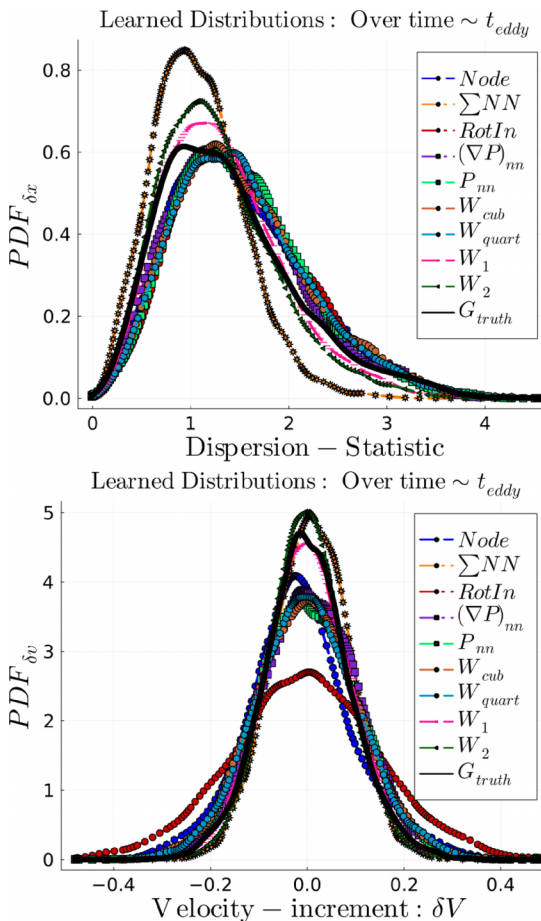 Learned Distributions : Over time ∼ t_eddy
PDF_δx
0.8
0.6
0.4
0.2
0.0
0
1
2
3
4
Dispersion − Statistic
Node
∑NN
RotIn
(∇P)_nn
P_nn
W_cub
W_quart
W_1
W_2
G_truth
Learned Distributions : Over time ∼ t_eddy
PDF_δv
5
4
3
2
1
0
−0.4
−0.2
0.0
0.2
0.4
Velocity − increment : δV
Node
∑NN
RotIn
(∇P)_nn
P_nn
W_cub
W_quart
W_1
W_2
G_truth